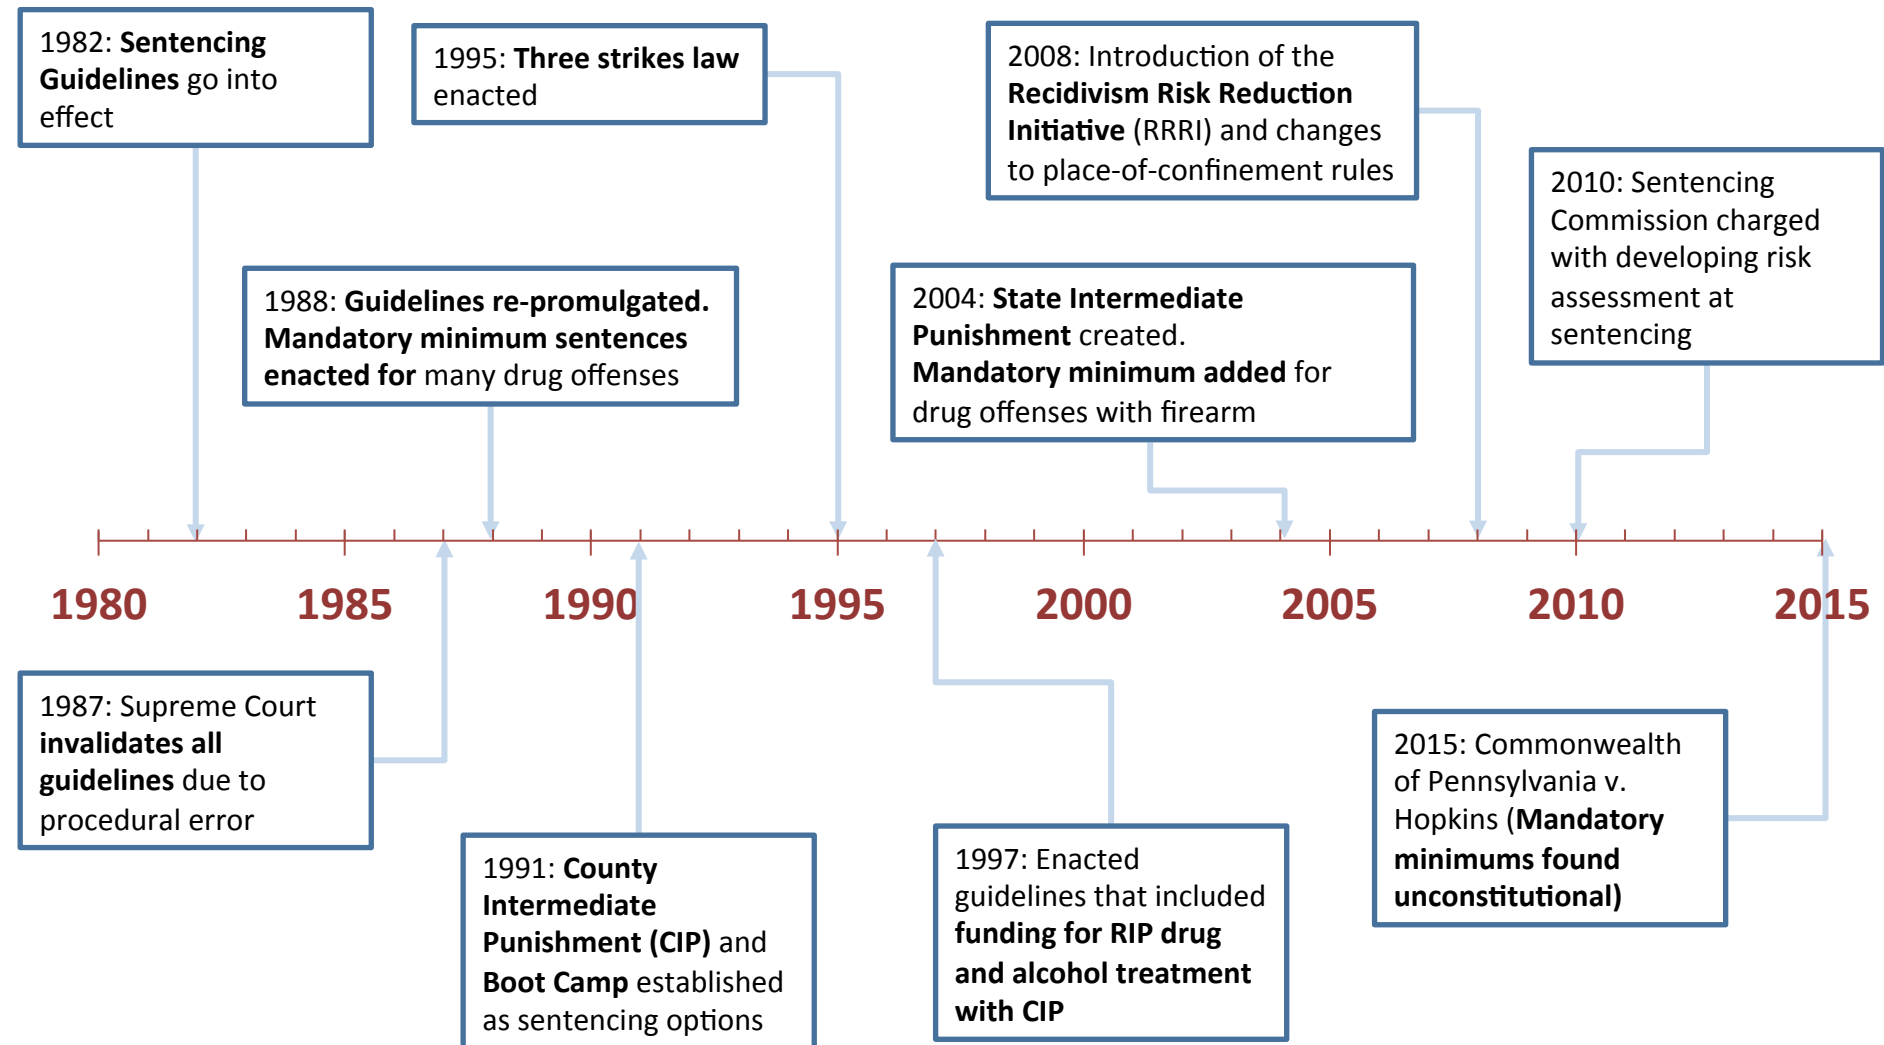 1982: Sentencing
Guidelines go into
effect
1995: Three strikes law
enacted
2008: Introduction of the
Recidivism Risk Reduction
Initiative (RRRI) and changes
to place-of-confinement rules
2010: Sentencing
Commission charged
with developing risk
assessment at
sentencing
1988: Guidelines re-promulgated.
Mandatory minimum sentences
enacted for many drug offenses
2004: State Intermediate
Punishment created.
Mandatory minimum added for
drug offenses with firearm
1980 1985 1990 1995 2000 2005 2010 2015
1987: Supreme Court
invalidates all
guidelines due to
procedural error
1991: County
Intermediate
Punishment (CIP) and
Boot Camp established
as sentencing options
1997: Enacted
guidelines that included
funding for RIP drug
and alcohol treatment
with CIP
2015: Commonwealth
of Pennsylvania v.
Hopkins (Mandatory
minimums found
unconstitutional)